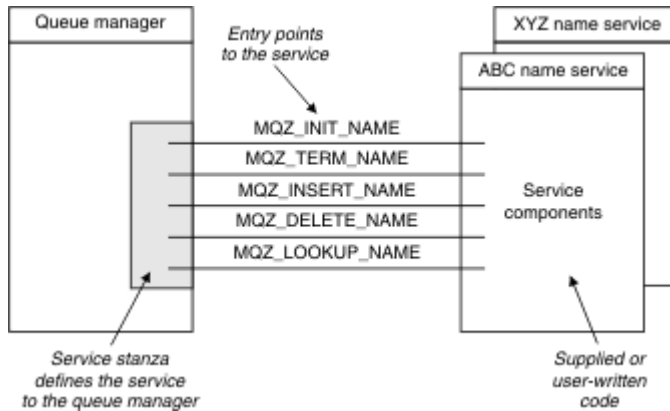 Queue manager
XYZ name service
ABC name service
Entry points
to the service
MQZ_INIT_NAME
MQZ_TERM_NAME
MQZ_INSERT_NAME
MQZ_DELETE_NAME
MQZ_LOOKUP_NAME
Service
components
Service stanza
defines the service
to the queue manager
Supplied or
user-written
code